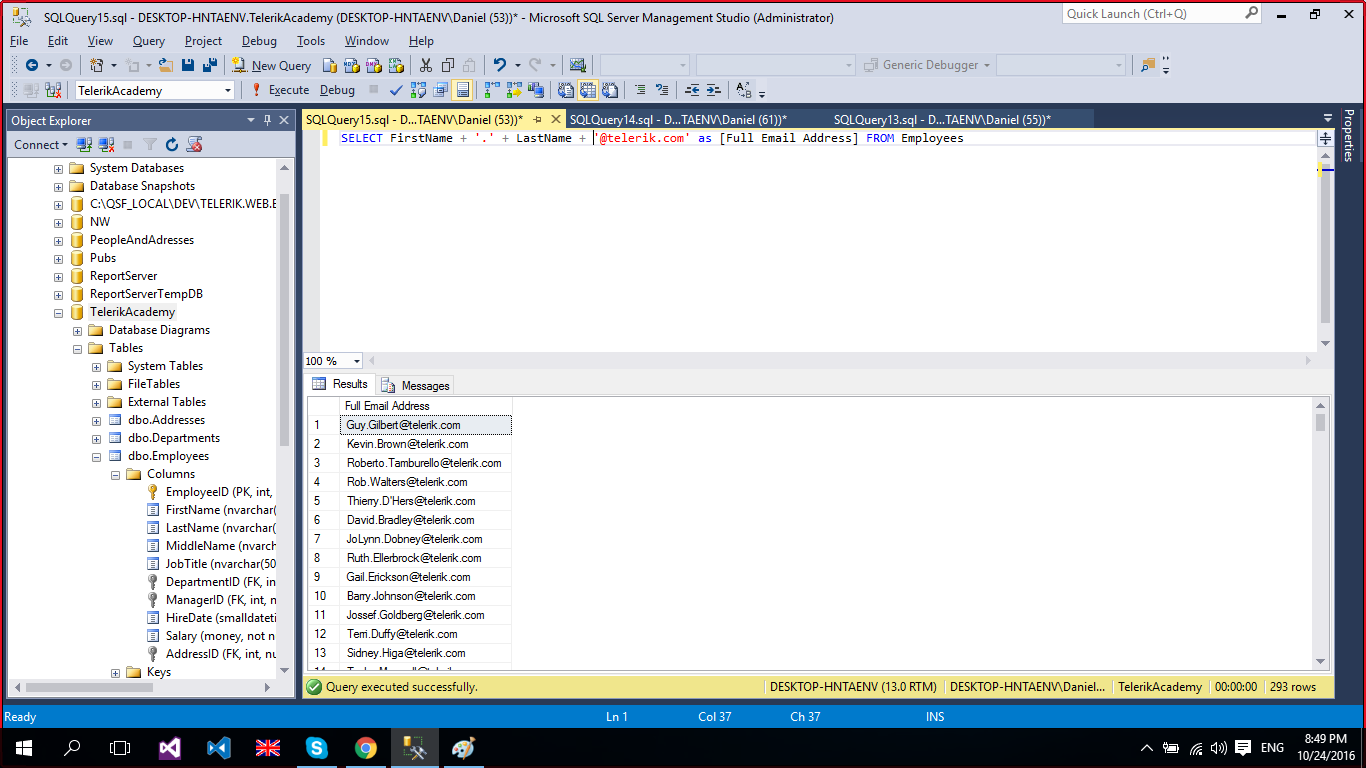 SQLQuery15.sql - DESKTOP-HNTAENV.TelerikAcademy (DESKTOP-HNTAENV\Daniel (53))* - Microsoft SQL Server Management Studio (Administrator)
Quick Launch (Ctrl+Q)
File Edit View Query Project Debug Tools Window Help
New Query
Generic Debugger
TelerikAcademy
Execute Debug
Object Explorer
SQLQuery15.sql - D...TAENV\Daniel (53))*
SQLQuery14.sql - D...TAENV\Daniel (61))*
SQLQuery13.sql - D...TAENV\Daniel (55))*
Properties
Connect
System Databases
Database Snapshots
C:\QSF_LOCAL\DEV\TELERIK.WEB.E
NW
PeopleAndAdresses
Pubs
ReportServer
ReportServerTempDB
TelerikAcademy
Database Diagrams
Tables
System Tables
FileTables
External Tables
dbo.Addresses
dbo.Departments
dbo.Employees
Columns
EmployeeID (PK, int,
FirstName (nvarchar(
LastName (nvarchar(
MiddleName (nvarch
JobTitle (nvarchar(50
DepartmentID (FK, in
ManagerID (FK, int, n
HireDate (smalldateti
Salary (money, not n
AddressID (FK, int, nu
Keys
SELECT FirstName + '.' + LastName + '@telerik.com' as [Full Email Address] FROM Employees
100 %
Results Messages
Full Email Address
1 Guy.Gilbert@telerik.com
2 Kevin.Brown@telerik.com
3 Roberto.Tamburello@telerik.com
4 Rob.Walters@telerik.com
5 Thierry.D'Hers@telerik.com
6 David.Bradley@telerik.com
7 JoLynn.Dobney@telerik.com
8 Ruth.Ellerbrock@telerik.com
9 Gail.Erickson@telerik.com
10 Barry.Johnson@telerik.com
11 Jossef.Goldberg@telerik.com
12 Terri.Duffy@telerik.com
13 Sidney.Higa@telerik.com
Query executed successfully.
DESKTOP-HNTAENV (13.0 RTM) DESKTOP-HNTAENV\Daniel... TelerikAcademy 00:00:00 293 rows
Ready Ln 1 Col 37 Ch 37 INS
ENG
8:49 PM
10/24/2016